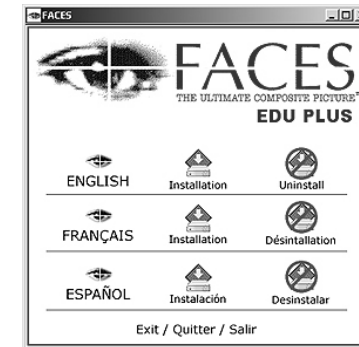 FACES
FACES
THE ULTIMATE COMPOSITE PICTURE
EDU PLUS
ENGLISH Installation Uninstall
FRANÇAIS Installation Désintallation
ESPAÑOL Instalación Desinstalar
Exit / Quitter / Salir